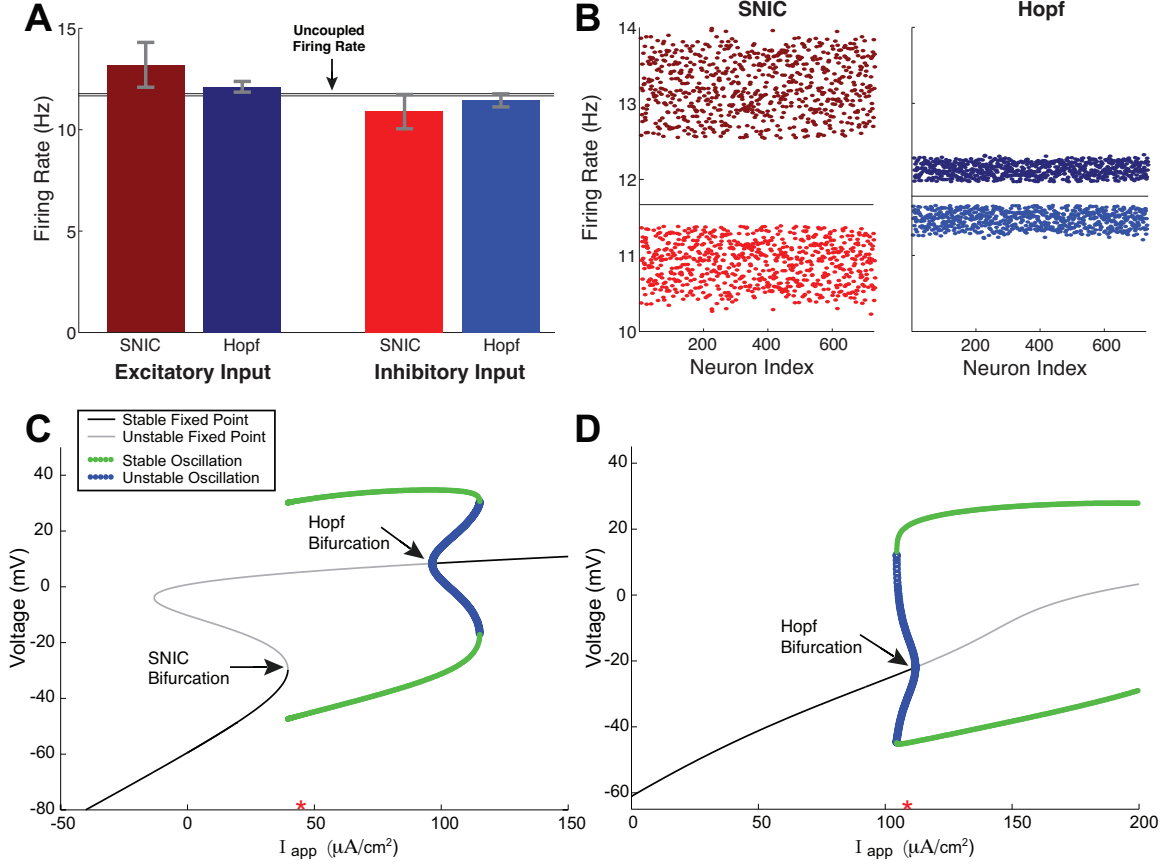 A
15
10
5
0
Firing Rate (Hz)
Uncoupled
Firing Rate
SNIC
Hopf
SNIC
Hopf
Excitatory Input
Inhibitory Input
B
SNIC
Hopf
14
13
12
11
10
Firing Rate (Hz)
200
400
600
200
400
600
Neuron Index
Neuron Index
C
Stable Fixed Point
Unstable Fixed Point
Stable Oscillation
Unstable Oscillation
40
20
0
-20
-40
-60
-80
Voltage (mV)
Hopf
Bifurcation
SNIC
Bifurcation
*
-50
0
50
100
150
I app (μA/cm²)
D
40
20
0
-20
-40
-60
Voltage (mV)
Hopf
Bifurcation
*
0
50
100
150
200
I app (μA/cm²)